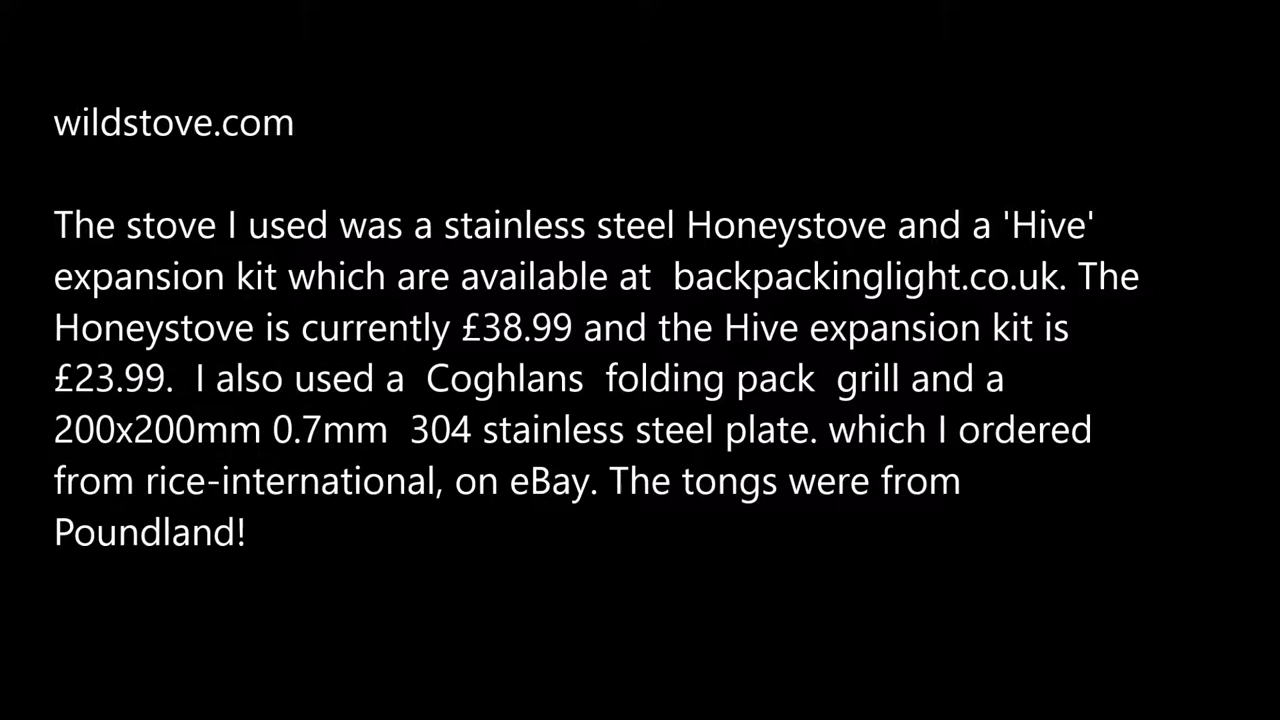 wildstove.com
The stove I used was a stainless steel Honeystove and a 'Hive'
expansion kit which are available at  backpackinglight.co.uk. The
Honeystove is currently £38.99 and the Hive expansion kit is
£23.99.  I also used a  Coghlans  folding pack  grill and a
200x200mm 0.7mm  304 stainless steel plate. which I ordered
from rice-international, on eBay. The tongs were from
Poundland!